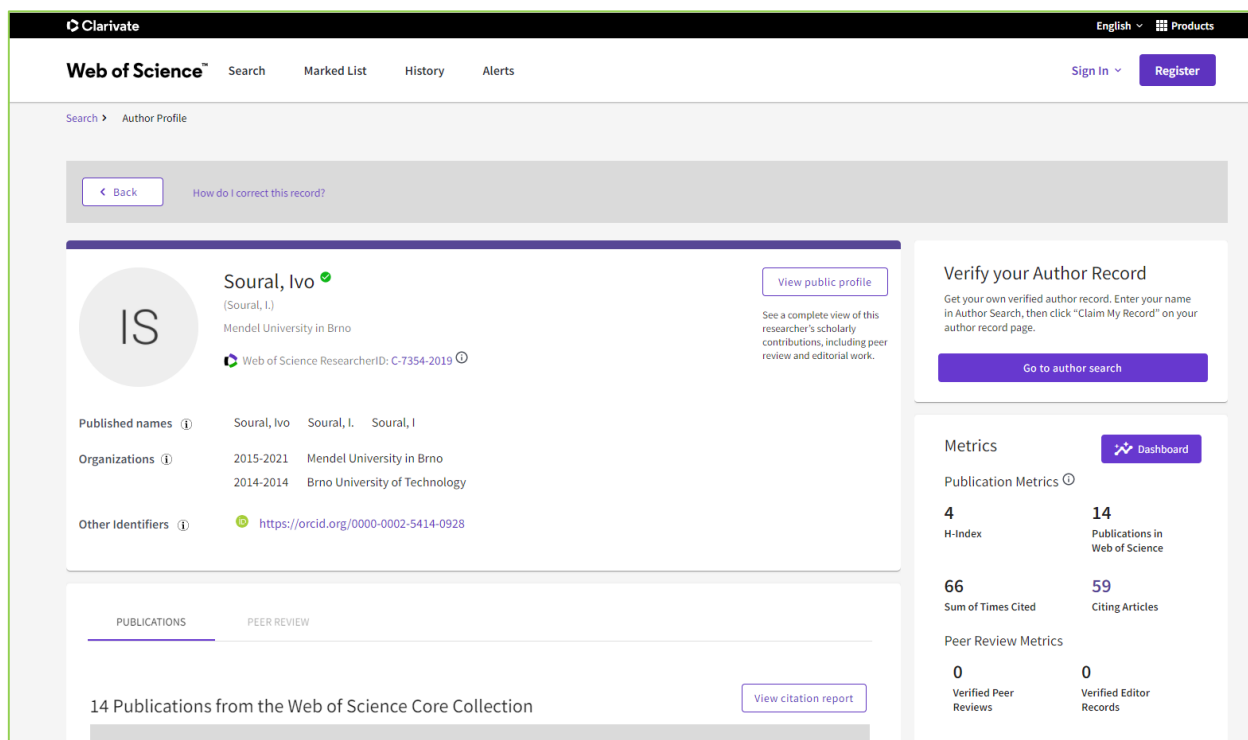 Clarivate
English
Products
Web of Science™
Search
Marked List
History
Alerts
Sign In
Register
Search > Author Profile
< Back
How do I correct this record?
IS
Soural, Ivo
(Soural, I.)
Mendel University in Brno
Web of Science ResearcherID: C-7354-2019
View public profile
See a complete view of this
researcher's scholarly
contributions, including peer
review and editorial work.
Published names
Soural, Ivo Soural, I. Soural, I
Organizations
2015-2021 Mendel University in Brno
2014-2014 Brno University of Technology
Other Identifiers
iD
https://orcid.org/0000-0002-5414-0928
PUBLICATIONS
PEER REVIEW
14 Publications from the Web of Science Core Collection
View citation report
Verify your Author Record
Get your own verified author record. Enter your name
in Author Search, then click "Claim My Record" on your
author record page.
Go to author search
Metrics
Dashboard
Publication Metrics
4
H-Index
14
Publications in
Web of Science
66
Sum of Times Cited
59
Citing Articles
Peer Review Metrics
0
Verified Peer
Reviews
0
Verified Editor
Records